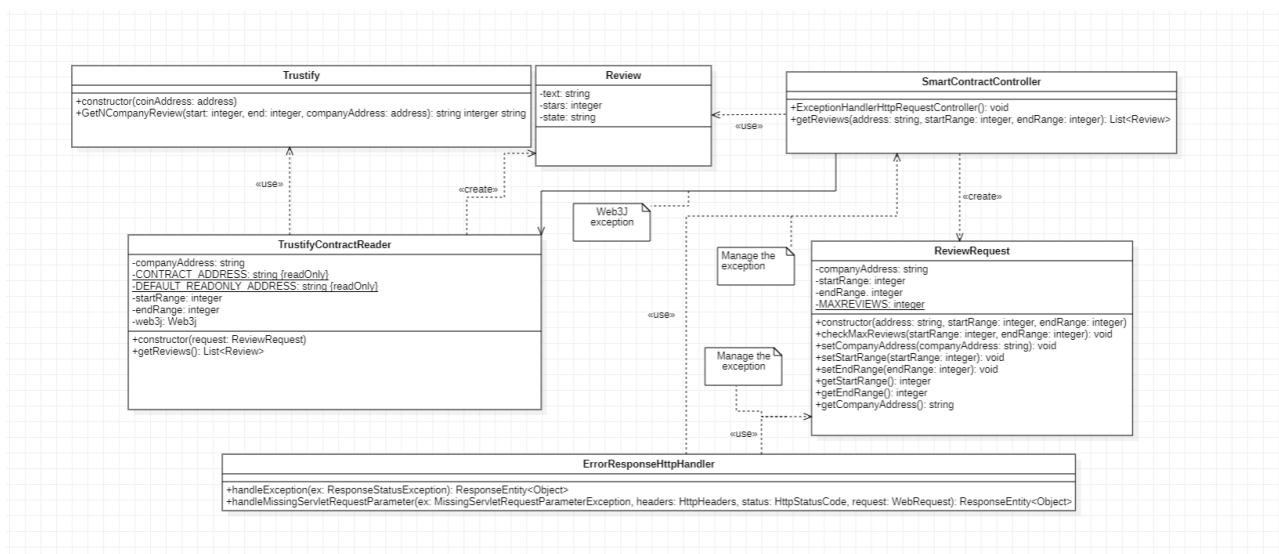 Trustify
+constructor(coinAddress: address)
+GetNCompanyReview(start: integer, end: integer, companyAddress: address): string interger string
Review
-text: string
-stars: integer
-state: string
SmartContractController
+ExceptionHandlerHttpRequestController(): void
+getReviews(address: string, startRange: integer, endRange: integer): List<Review>
«use»
«use»
«create»
Web3J
exception
«create»
TrustifyContractReader
-companyAddress: string
-CONTRACT_ADDRESS: string {readOnly}
-DEFAULT_READONLY_ADDRESS: string {readOnly}
-startRange: integer
-endRange: integer
-web3j: Web3j
+constructor(request: ReviewRequest)
+getReviews(): List<Review>
Manage the
exception
ReviewRequest
-companyAddress: string
-startRange: integer
-endRange. integer
-MAXREVIEWS: integer
+constructor(address: string, startRange: integer, endRange: integer)
+checkMaxReviews(startRange: integer, endRange: integer): void
+setCompanyAddress(companyAddress: string): void
+setStartRange(startRange: integer): void
+setEndRange(endRange: integer): void
+getStartRange(): integer
+getEndRange(): integer
+getCompanyAddress(): string
«use»
Manage the
exception
«use»
ErrorResponseHttpHandler
+handleException(ex: ResponseStatusException): ResponseEntity<Object>
+handleMissingServletRequestParameter(ex: MissingServletRequestParameterException, headers: HttpHeaders, status: HttpStatusCode, request: WebRequest): ResponseEntity<Object>